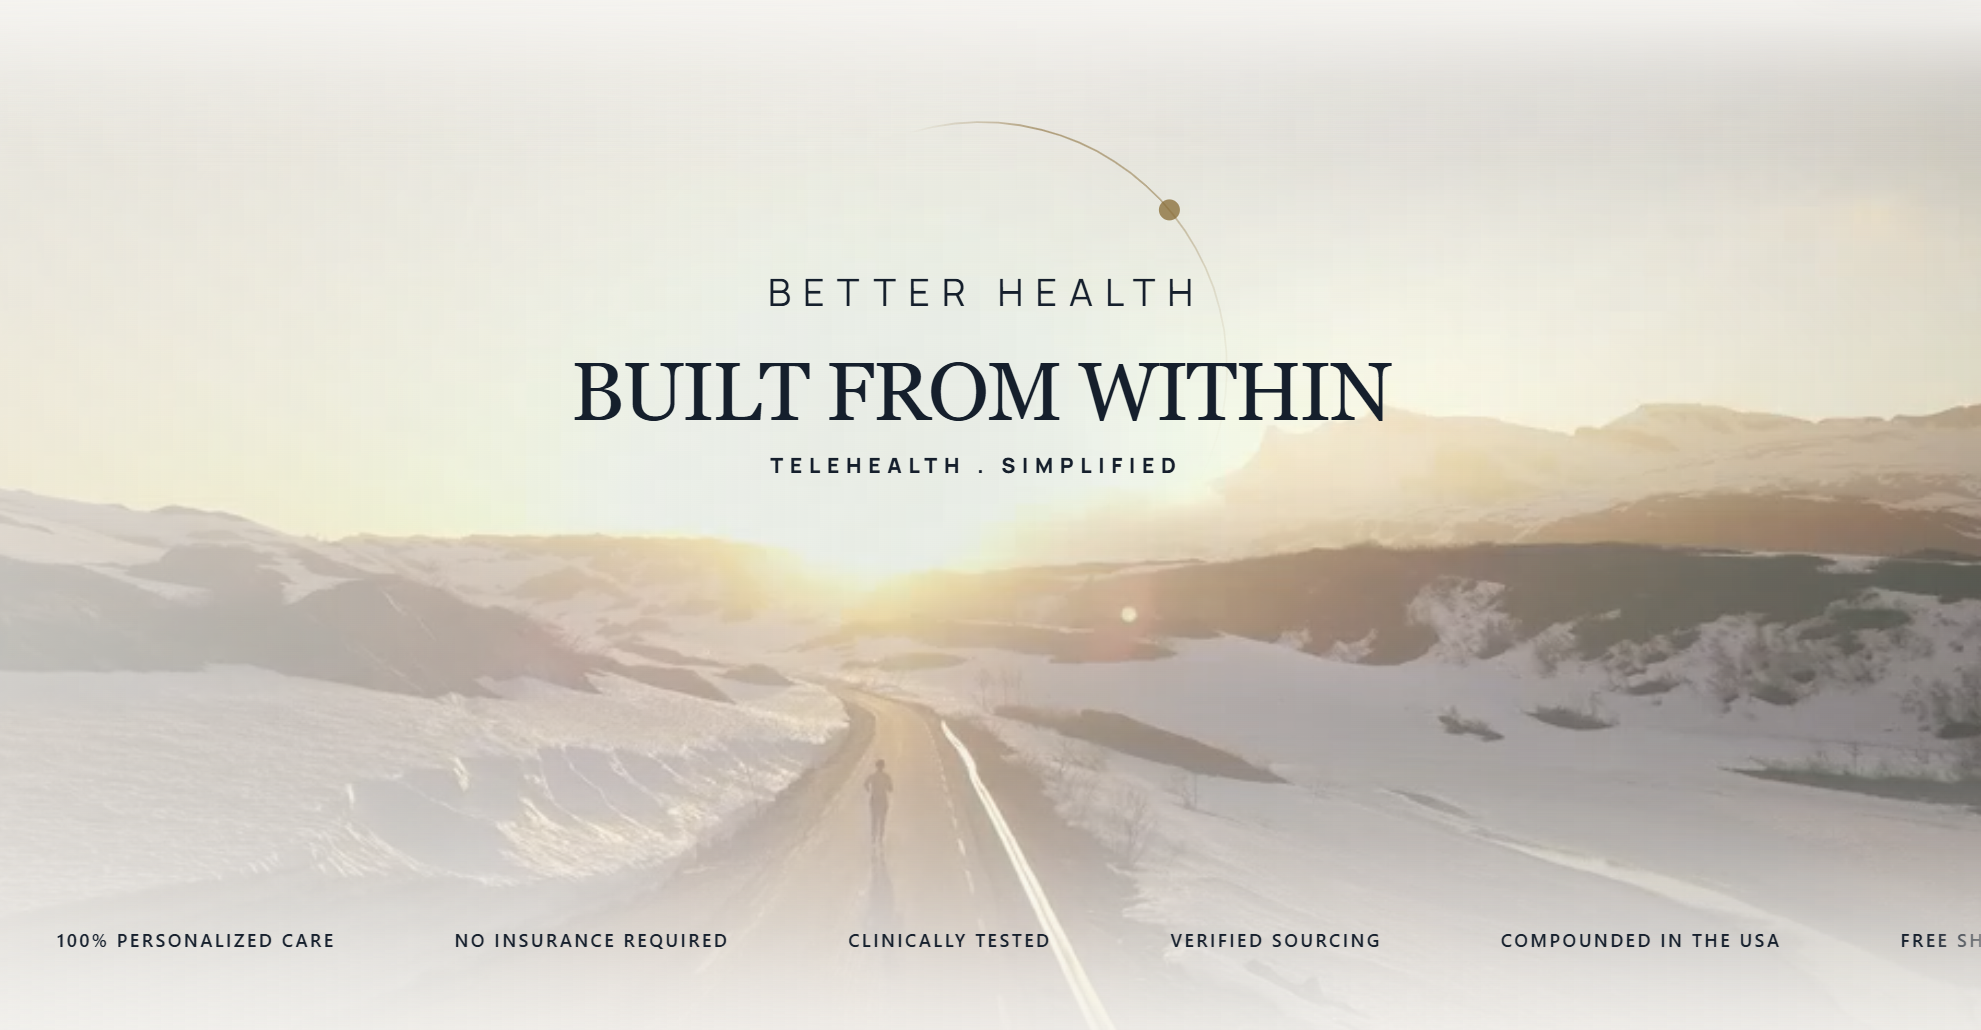 BETTER HEALTH
BUILT FROM WITHIN
TELEHEALTH . SIMPLIFIED
100% PERSONALIZED CARE
NO INSURANCE REQUIRED
CLINICALLY TESTED
VERIFIED SOURCING
COMPOUNDED IN THE USA
FREE